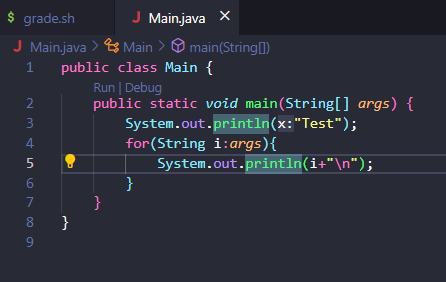 $ grade.sh J Main.java X
J Main.java > Main > main(String[])
1 public class Main {
Run | Debug
2 public static void main(String[] args) {
3 System.out.println(x:"Test");
4 for(String i:args){
5 System.out.println(i+"\n");
6 }
7 }
8 }
9